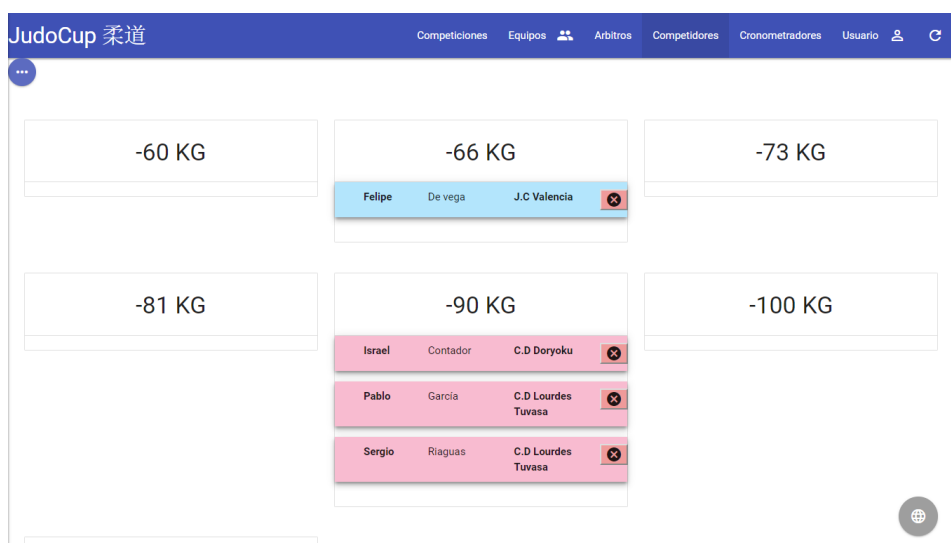 JudoCup 柔道
Competiciones Equipos Arbitros Competidores Cronometradores Usuario
-60 KG
-66 KG
-73 KG
Felipe De vega J.C Valencia
-81 KG
-90 KG
-100 KG
Israel Contador C.D Doryoku
Pablo García C.D Lourdes
Tuvasa
Sergio Riaguas C.D Lourdes
Tuvasa